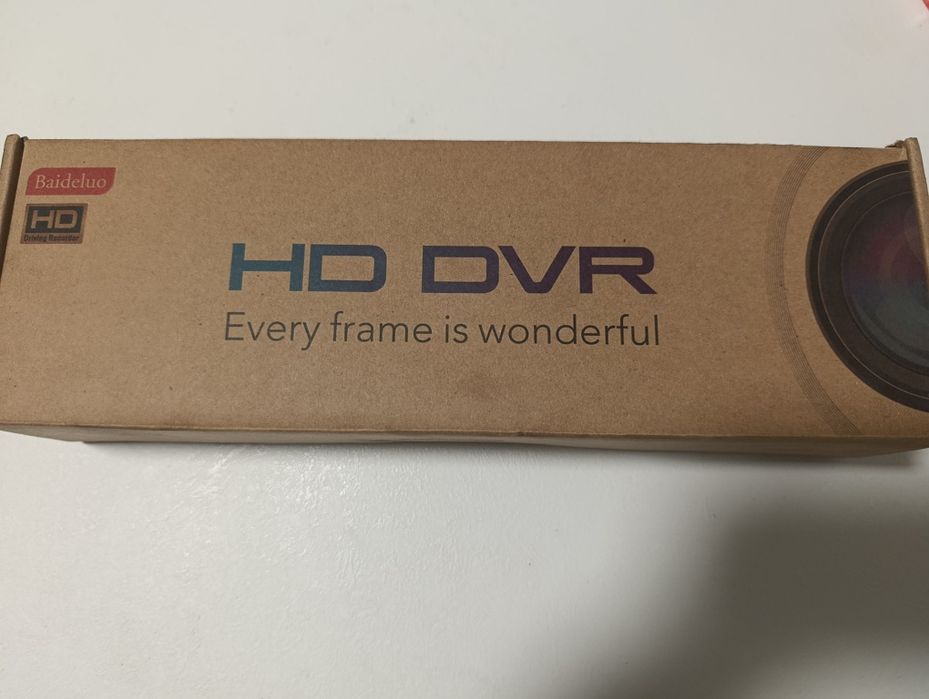 Baideluo
HD
Driving Recorder
HD DVR
Every frame is wonderful